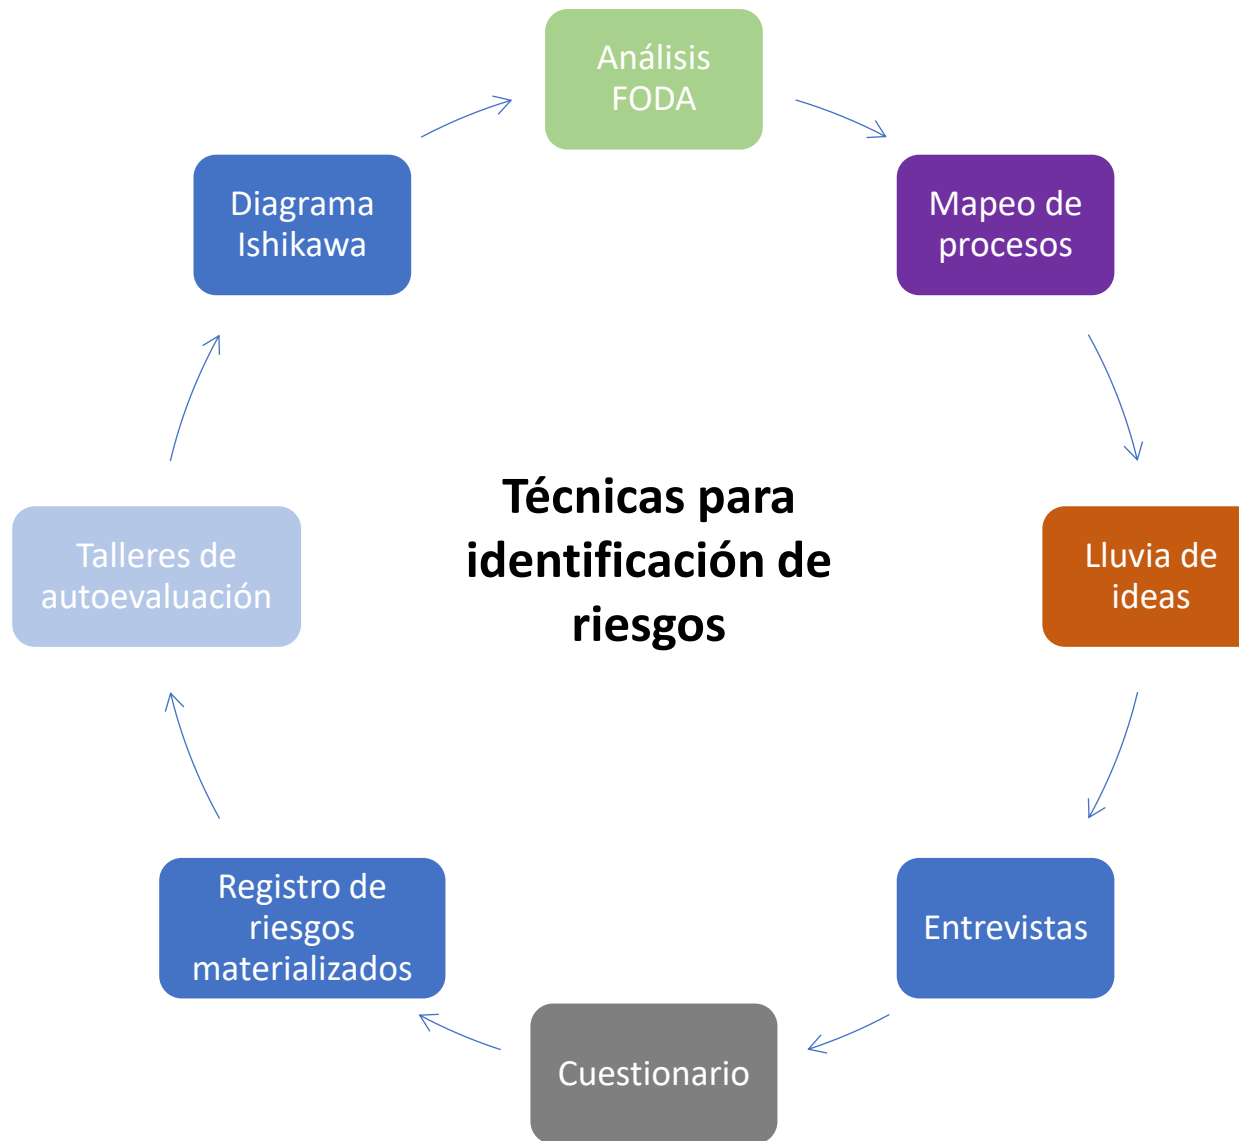 Análisis
FODA
Mapeo de
procesos
Lluvia de
ideas
Entrevistas
Cuestionario
Registro de
riesgos
materializados
Talleres de
autoevaluación
Diagrama
Ishikawa
Técnicas para
identificación de
riesgos